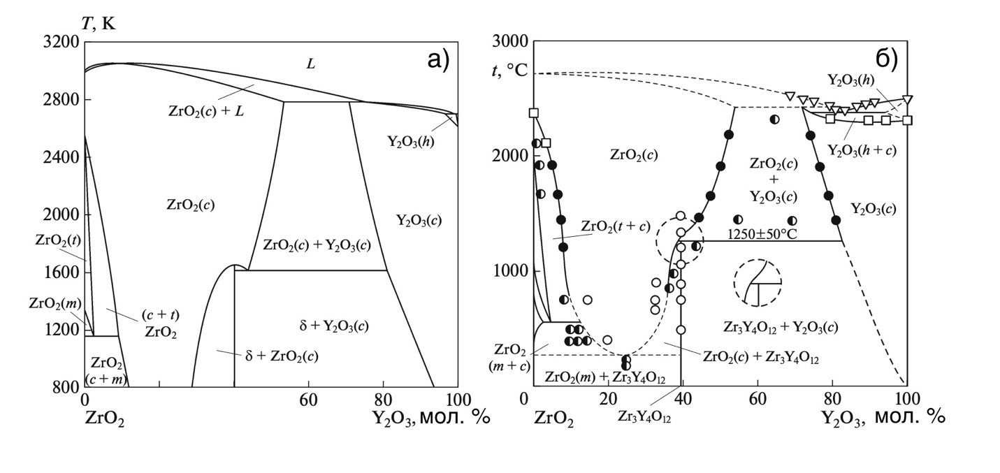 T, K
3200
2800
2400
2000
1600
1200
800
а)
L
ZrO₂(c) + L
Y₂O₃(h)
ZrO₂(c)
Y₂O₃(c)
ZrO₂(t)
ZrO₂(c) + Y₂O₃(c)
ZrO₂(m)
(c + t)
ZrO₂
δ + Y₂O₃(c)
δ + ZrO₂(c)
ZrO₂
(c + m)
0
60
80
100
ZrO₂
Y₂O₃, мол. %
3000
t, °C
2000
1000
б)
Y₂O₃(h)
Y₂O₃(h + c)
ZrO₂(c)
ZrO₂(c)
+
Y₂O₃(c)
Y₂O₃(c)
ZrO₂(t + c)
1250±50°C
Zr₃Y₄O₁₂ + Y₂O₃(c)
ZrO₂
(m + c)
ZrO₂(c) + Zr₃Y₄O₁₂
ZrO₂(m) + Zr₃Y₄O₁₂
0
20
40
60
80
100
ZrO₂
Zr₃Y₄O₁₂
Y₂O₃, мол. %